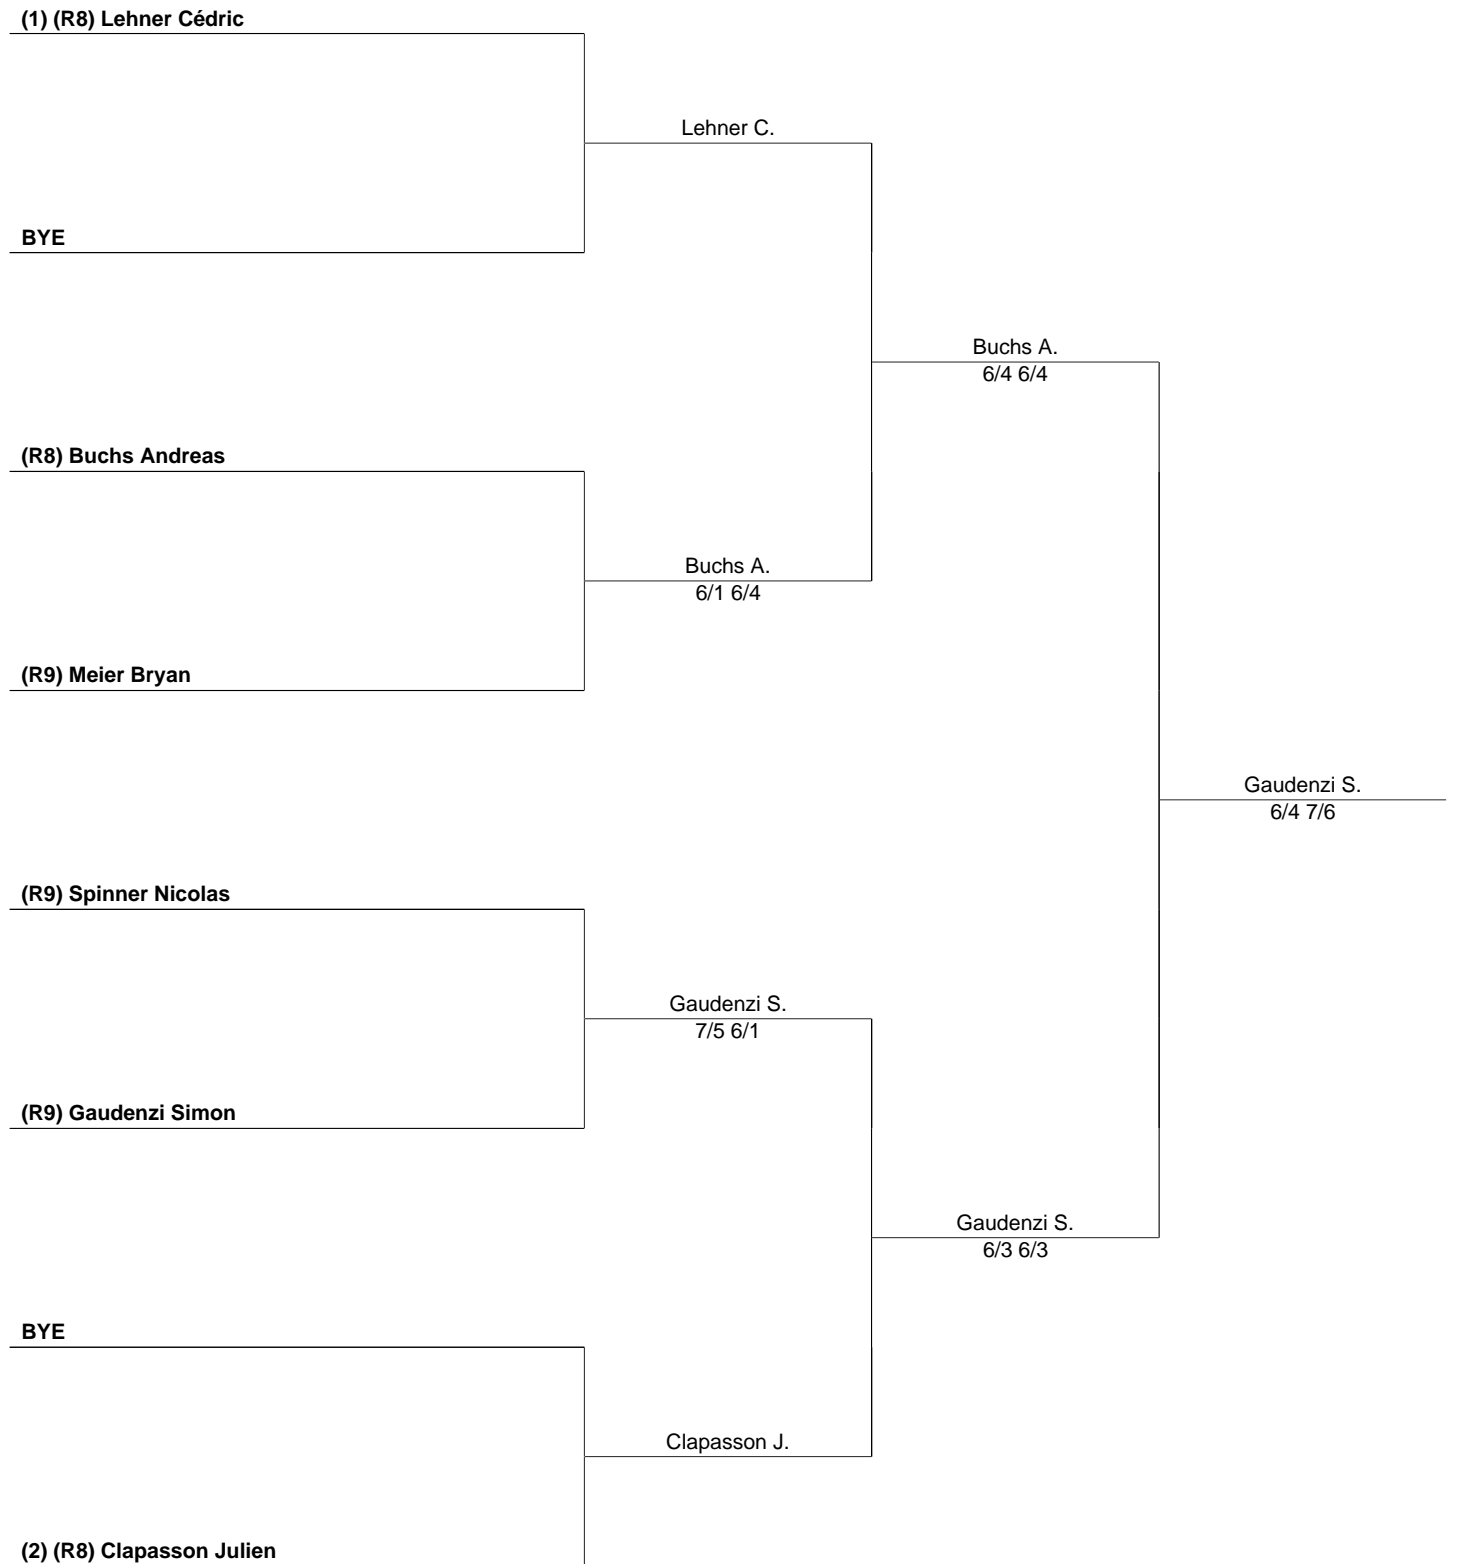 (1) (R8) Lehner Cédric
Lehner C.
BYE
Buchs A.
6/4 6/4
(R8) Buchs Andreas
Buchs A.
6/1 6/4
(R9) Meier Bryan
Gaudenzi S.
6/4 7/6
(R9) Spinner Nicolas
Gaudenzi S.
7/5 6/1
(R9) Gaudenzi Simon
Gaudenzi S.
6/3 6/3
BYE
Clapasson J.
(2) (R8) Clapasson Julien